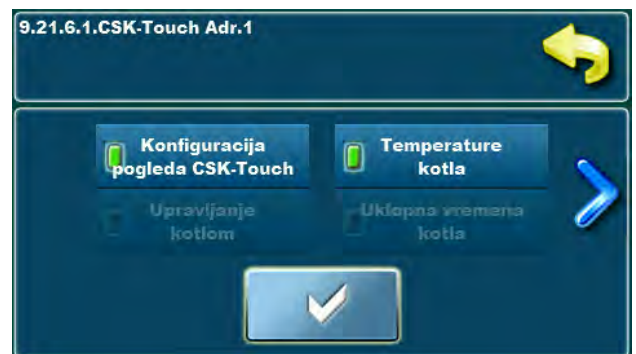 9.21.6.1.CSK-Touch Adr.1
Konfiguracija
pogleda CSK-Touch
Temperature
kotla
Upravljanje
kotlom
Uklopna vremena
kotla